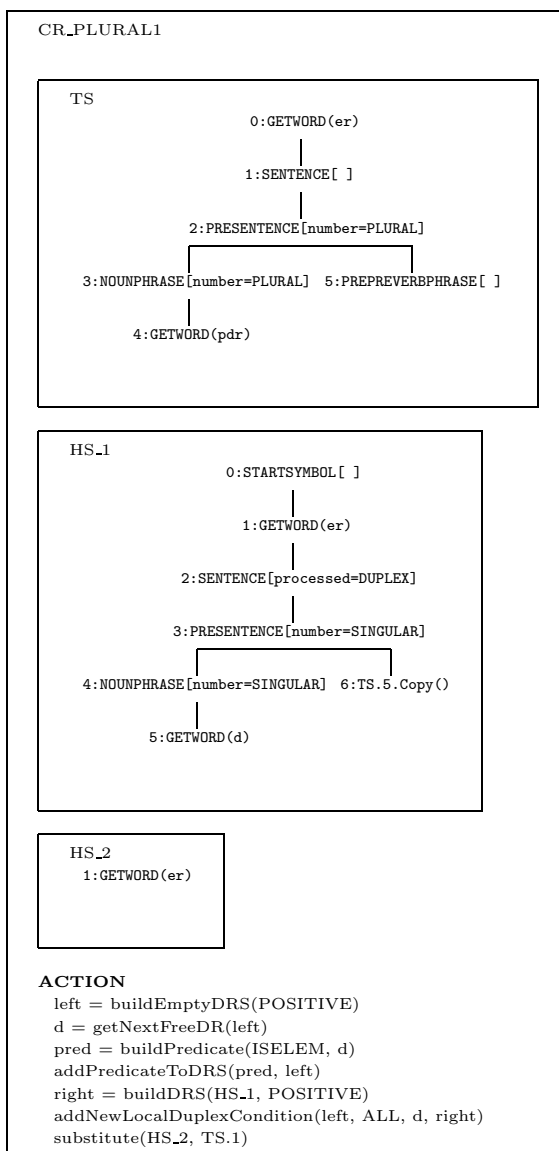 CR_PLURAL1
TS
0:GETWORD(er)
1:SENTENCE[ ]
2:PRESENTENCE[number=PLURAL]
3:NOUNPHRASE[number=PLURAL] 5:PREPREVERBPHRASE[ ]
4:GETWORD(pdr)
HS_1
0:STARTSYMBOL[ ]
1:GETWORD(er)
2:SENTENCE[processed=DUPLEX]
3:PRESENTENCE[number=SINGULAR]
4:NOUNPHRASE[number=SINGULAR] 6:TS.5.Copy()
5:GETWORD(d)
HS_2
1:GETWORD(er)
ACTION
left = buildEmptyDRS(POSITIVE)
d = getNextFreeDR(left)
pred = buildPredicate(ISELEM, d)
addPredicateToDRS(pred, left)
right = buildDRS(HS_1, POSITIVE)
addNewLocalDuplexCondition(left, ALL, d, right)
substitute(HS_2, TS.1)